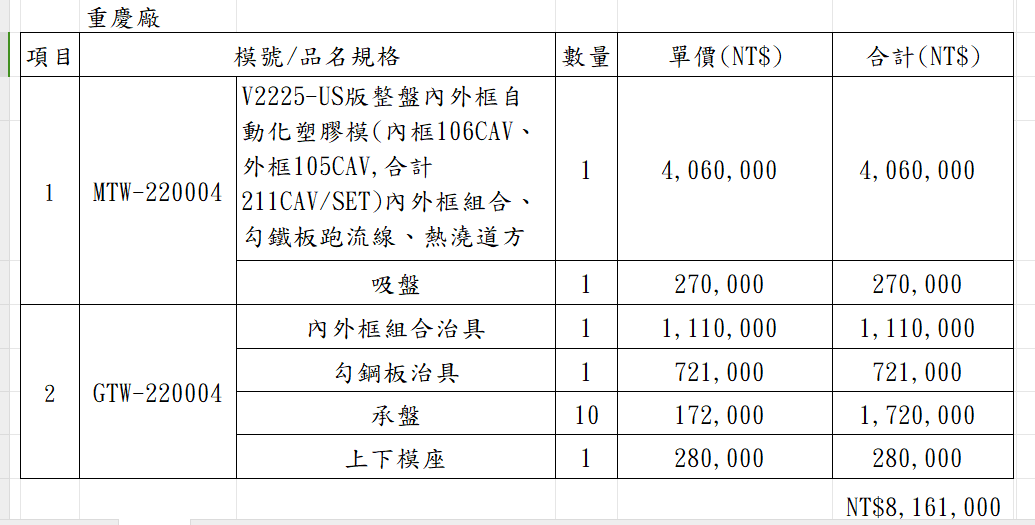 重慶廠
項目 模號/品名規格 數量 單價(NT$) 合計(NT$)
V2225-US版整盤內外框自
動化塑膠模(內框106CAV、
外框105CAV,合計
211CAV/SET)內外框組合、
勾鐵板跑流線、熱澆道方
1 MTW-220004 1 4,060,000 4,060,000
吸盤 1 270,000 270,000
內外框組合治具 1 1,110,000 1,110,000
勾鋼板治具 1 721,000 721,000
2 GTW-220004
承盤 10 172,000 1,720,000
上下模座 1 280,000 280,000
NT$8,161,000